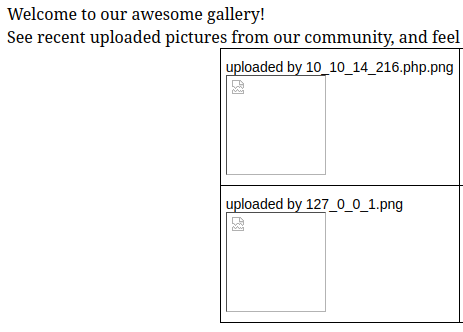 Welcome to our awesome gallery!
See recent uploaded pictures from our community, and feel
uploaded by 10_10_14_216.php.png
uploaded by 127_0_0_1.png